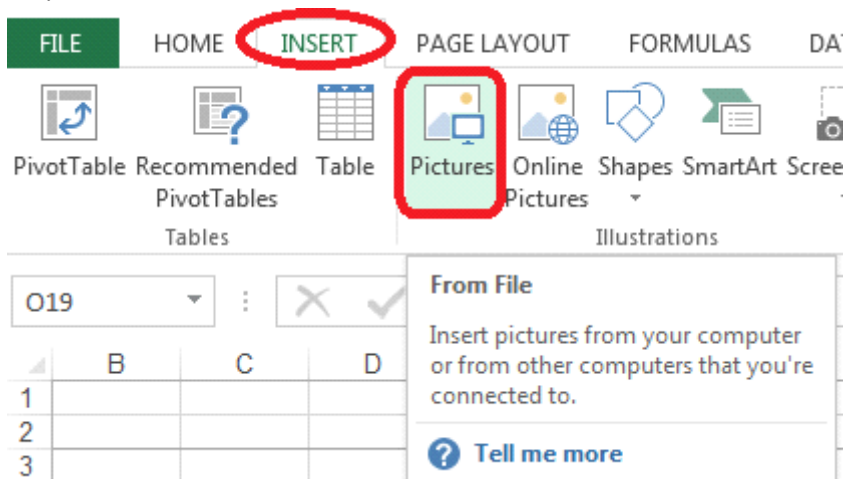 FILE HOME INSERT PAGE LAYOUT FORMULAS DA
PivotTable Recommended Table Pictures Online Shapes SmartArt Scree
PivotTables Pictures
Tables Illustrations
O19
From File
Insert pictures from your computer
or from other computers that you're
connected to.
Tell me more
B C D
1
2
3